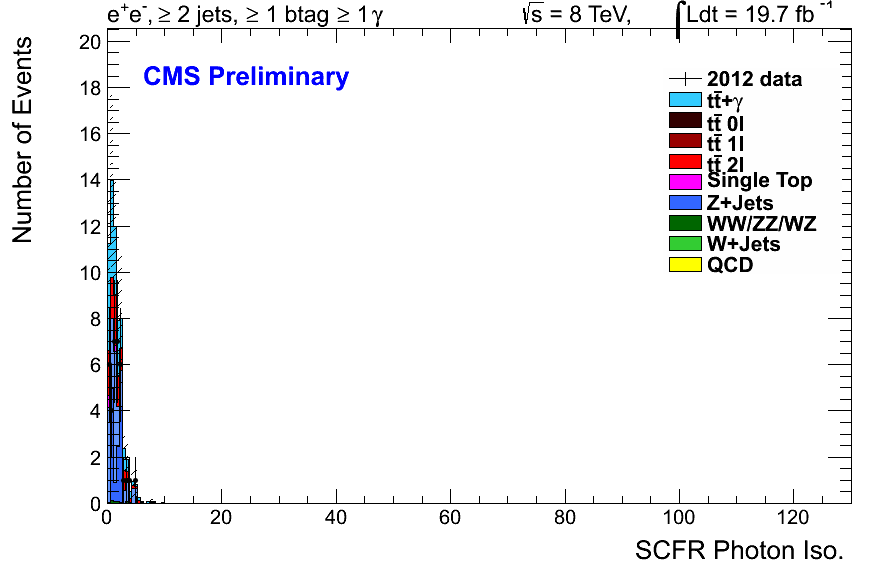 e⁺e⁻, ≥ 2 jets, ≥ 1 btag ≥ 1 γ
√s = 8 TeV, ∫Ldt = 19.7 fb⁻¹
Number of Events
CMS Preliminary
2012 data
tt̄+γ
tt̄ 0l
tt̄ 1l
tt̄ 2l
Single Top
Z+Jets
WW/ZZ/WZ
W+Jets
QCD
20
18
16
14
12
10
8
6
4
2
0
0 20 40 60 80 100 120
SCFR Photon Iso.